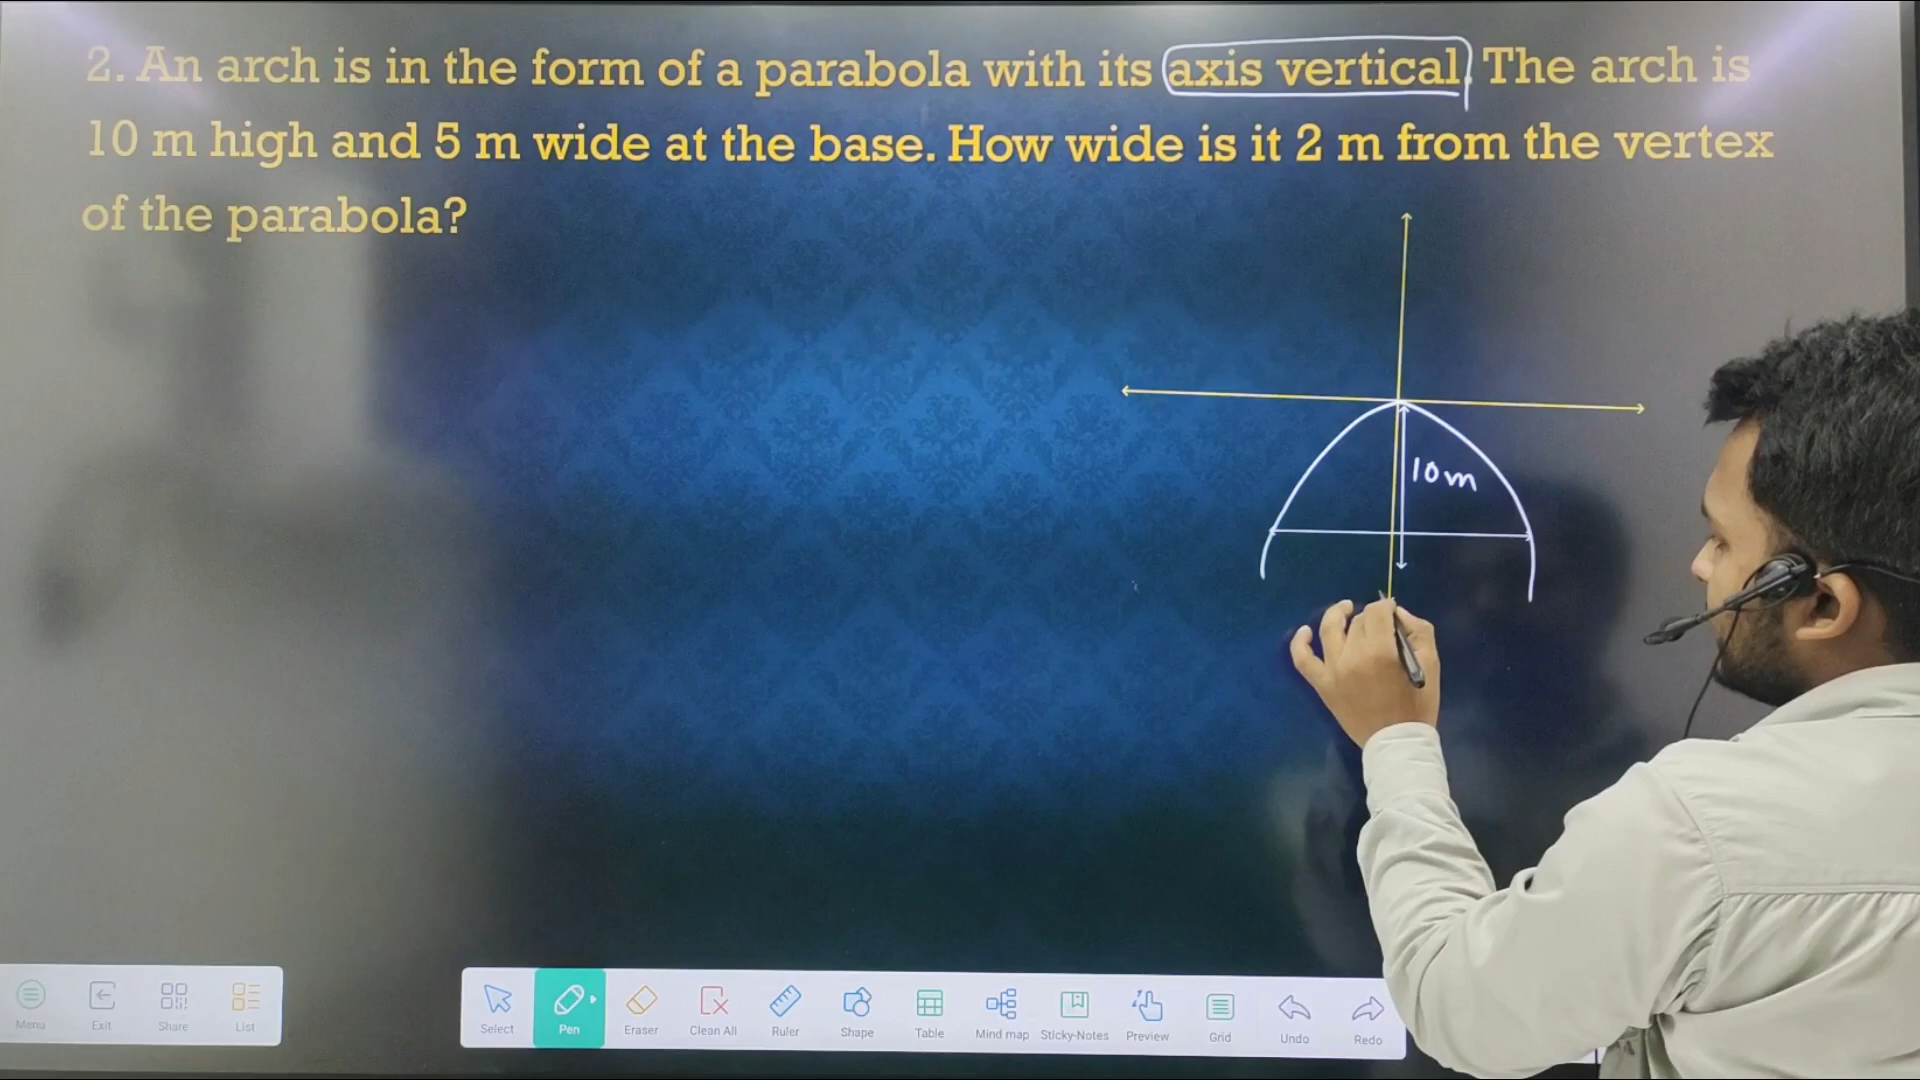 2. An arch is in the form of a parabola with its axis vertical. The arch is
10 m high and 5 m wide at the base. How wide is it 2 m from the vertex
of the parabola?
10m
Menu Exit Share List
Select Pen Eraser Clean All Ruler Shape Table Mind map Sticky-Notes Preview Grid Undo Redo